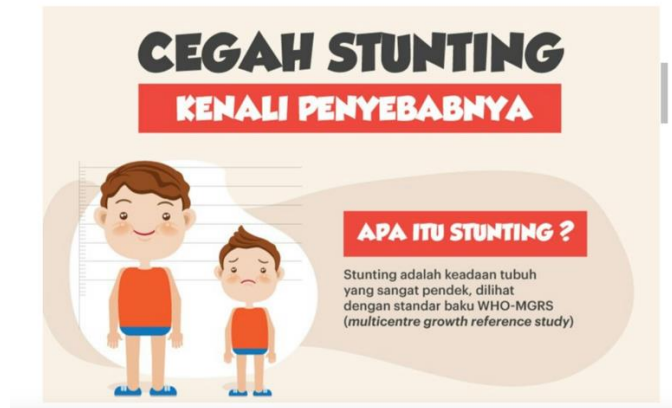 CEGAH STUNTING
KENALI PENYEBABNYA
APA ITU STUNTING ?
Stunting adalah keadaan tubuh
yang sangat pendek, dilihat
dengan standar baku WHO-MGRS
(multicentre growth reference study)